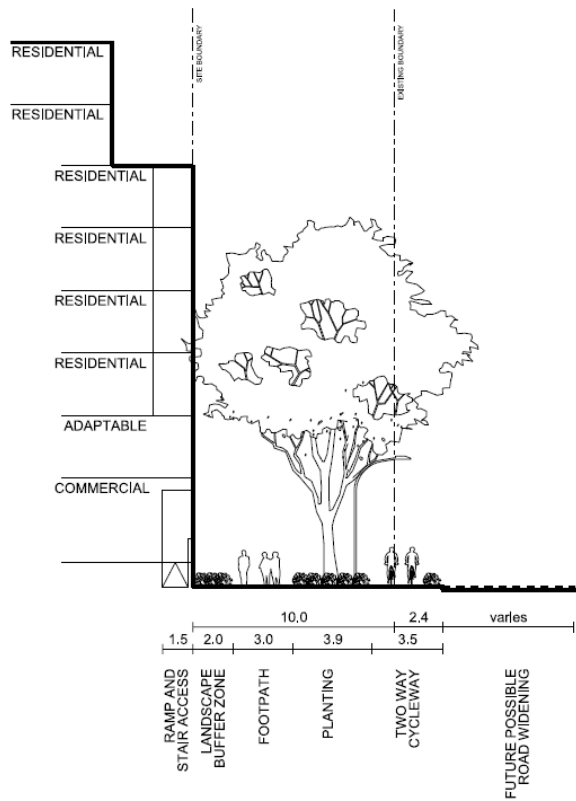 SITE BOUNDARY
EXISTING BOUNDARY
RESIDENTIAL
RESIDENTIAL
RESIDENTIAL
RESIDENTIAL
RESIDENTIAL
RESIDENTIAL
ADAPTABLE
COMMERCIAL
10.0
2.4
varies
1.5
2.0
3.0
3.9
3.5
RAMP AND
STAIR ACCESS
LANDSCAPE
BUFFER ZONE
FOOTPATH
PLANTING
TWO WAY
CYCLEWAY
FUTURE POSSIBLE
ROAD WIDENING